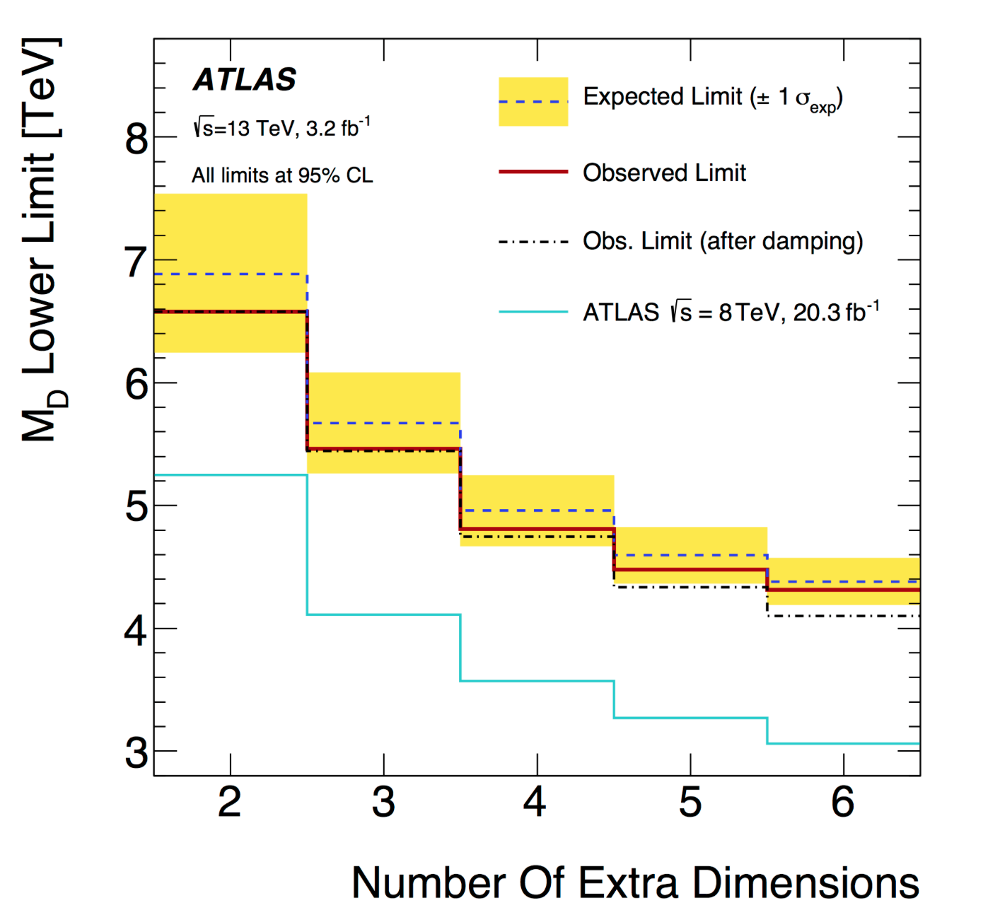 M_D Lower Limit [TeV]
ATLAS
√s=13 TeV, 3.2 fb⁻¹
All limits at 95% CL
Expected Limit (± 1 σ_exp)
Observed Limit
Obs. Limit (after damping)
ATLAS √s = 8 TeV, 20.3 fb⁻¹
8
7
6
5
4
3
2 3 4 5 6
Number Of Extra Dimensions